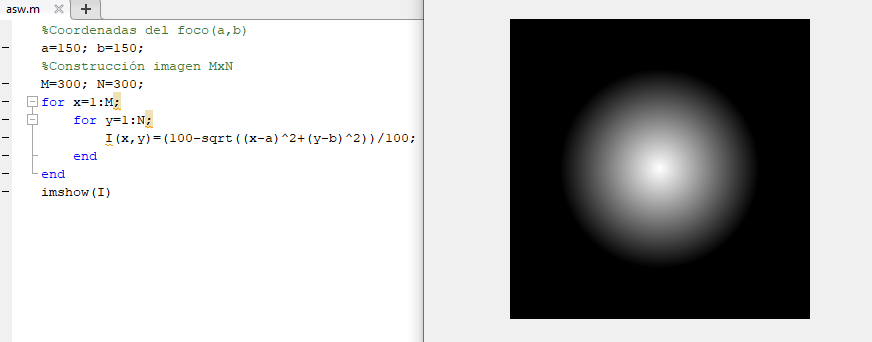 asw.m
%Coordenadas del foco(a,b)
a=150; b=150;
%Construcción imagen MxN
M=300; N=300;
for x=1:M;
for y=1:N;
I(x,y)=(100-sqrt((x-a)^2+(y-b)^2))/100;
end
end
imshow(I)